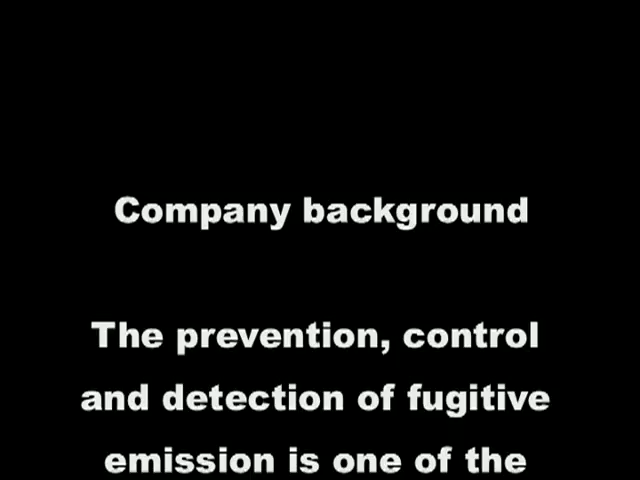 Company background
The prevention, control
and detection of fugitive
emission is one of the